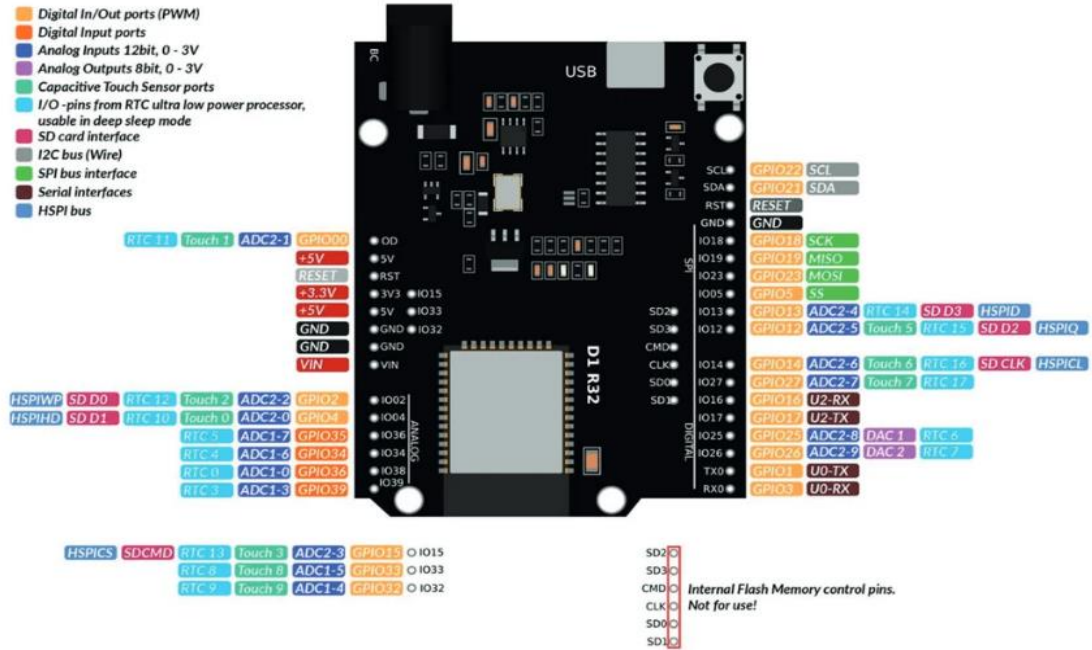 Digital In/Out ports (PWM)
Digital Input ports
Analog Inputs 12bit, 0 - 3V
Analog Outputs 8bit, 0 - 3V
Capacitive Touch Sensor ports
I/O -pins from RTC ultra low power processor,
usable in deep sleep mode
SD card interface
I2C bus (Wire)
SPI bus interface
Serial interfaces
HSPI bus
BC
USB
RTC 11 Touch 1 ADC2-1 GPIO00 OD
+5V 5V
RESET RST
+3.3V 3V3 IO15
+5V 5V IO33
GND GND IO32
GND GND
VIN VIN
HSPIWP SD D0 RTC 12 Touch 2 ADC2-2 GPIO2 IO02
HSPIHD SD D1 RTC 10 Touch 0 ADC2-0 GPIO4 IO04
RTC 5 ADC1-7 GPIO35 IO36
RTC 4 ADC1-6 GPIO34 IO34
RTC 0 ADC1-0 GPIO36 IO38
RTC 3 ADC1-3 GPIO39 IO39
ANALOG
D1 R32
SD2
SD3
CMD
CLK
SD0
SD1
SCL GPIO22 SCL
SDA GPIO21 SDA
RST RESET
GND GND
IO18 GPIO18 SCK
IO19 GPIO19 MISO
IO23 GPIO23 MOSI
IO05 GPIO5 SS
IO13 GPIO13 ADC2-4 RTC 14 SD D3 HSPID
IO12 GPIO12 ADC2-5 Touch 5 RTC 15 SD D2 HSPIQ
IO14 GPIO14 ADC2-6 Touch 6 RTC 16 SD CLK HSPICL
IO27 GPIO27 ADC2-7 Touch 7 RTC 17
IO16 GPIO16 U2-RX
IO17 GPIO17 U2-TX
IO25 GPIO25 ADC2-8 DAC 1 RTC 6
IO26 GPIO26 ADC2-9 DAC 2 RTC 7
TX0 GPIO1 U0-TX
RX0 GPIO3 U0-RX
SPI
DIGITAL
HSPICS SDCMD RTC 13 Touch 3 ADC2-3 GPIO15 IO15
RTC 8 Touch 8 ADC1-5 GPIO33 IO33
RTC 9 Touch 9 ADC1-4 GPIO32 IO32
SD2
SD3
CMD
CLK
SD0
SD1
Internal Flash Memory control pins.
Not for use!